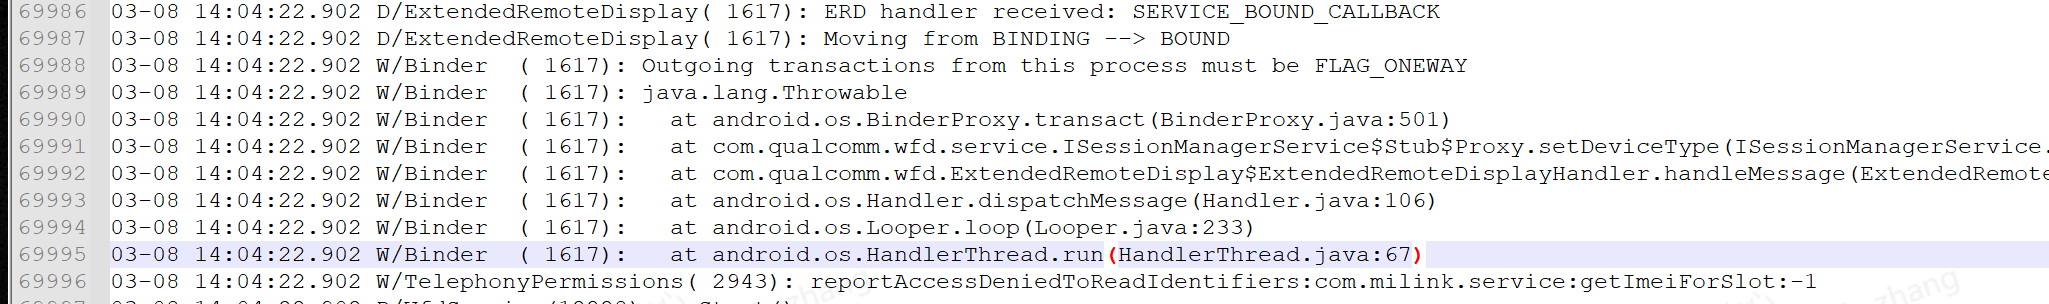 69986 03-08 14:04:22.902 D/ExtendedRemoteDisplay( 1617): ERD handler received: SERVICE_BOUND_CALLBACK
69987 03-08 14:04:22.902 D/ExtendedRemoteDisplay( 1617): Moving from BINDING --> BOUND
69988 03-08 14:04:22.902 W/Binder  ( 1617): Outgoing transactions from this process must be FLAG_ONEWAY
69989 03-08 14:04:22.902 W/Binder  ( 1617): java.lang.Throwable
69990 03-08 14:04:22.902 W/Binder  ( 1617):   at android.os.BinderProxy.transact(BinderProxy.java:501)
69991 03-08 14:04:22.902 W/Binder  ( 1617):   at com.qualcomm.wfd.service.ISessionManagerService$Stub$Proxy.setDeviceType(ISessionManagerService.
69992 03-08 14:04:22.902 W/Binder  ( 1617):   at com.qualcomm.wfd.ExtendedRemoteDisplay$ExtendedRemoteDisplayHandler.handleMessage(ExtendedRemote
69993 03-08 14:04:22.902 W/Binder  ( 1617):   at android.os.Handler.dispatchMessage(Handler.java:106)
69994 03-08 14:04:22.902 W/Binder  ( 1617):   at android.os.Looper.loop(Looper.java:233)
69995 03-08 14:04:22.902 W/Binder  ( 1617):   at android.os.HandlerThread.run(HandlerThread.java:67)
69996 03-08 14:04:22.902 W/TelephonyPermissions( 2943): reportAccessDeniedToReadIdentifiers:com.milink.service:getImeiForSlot:-1
zhang